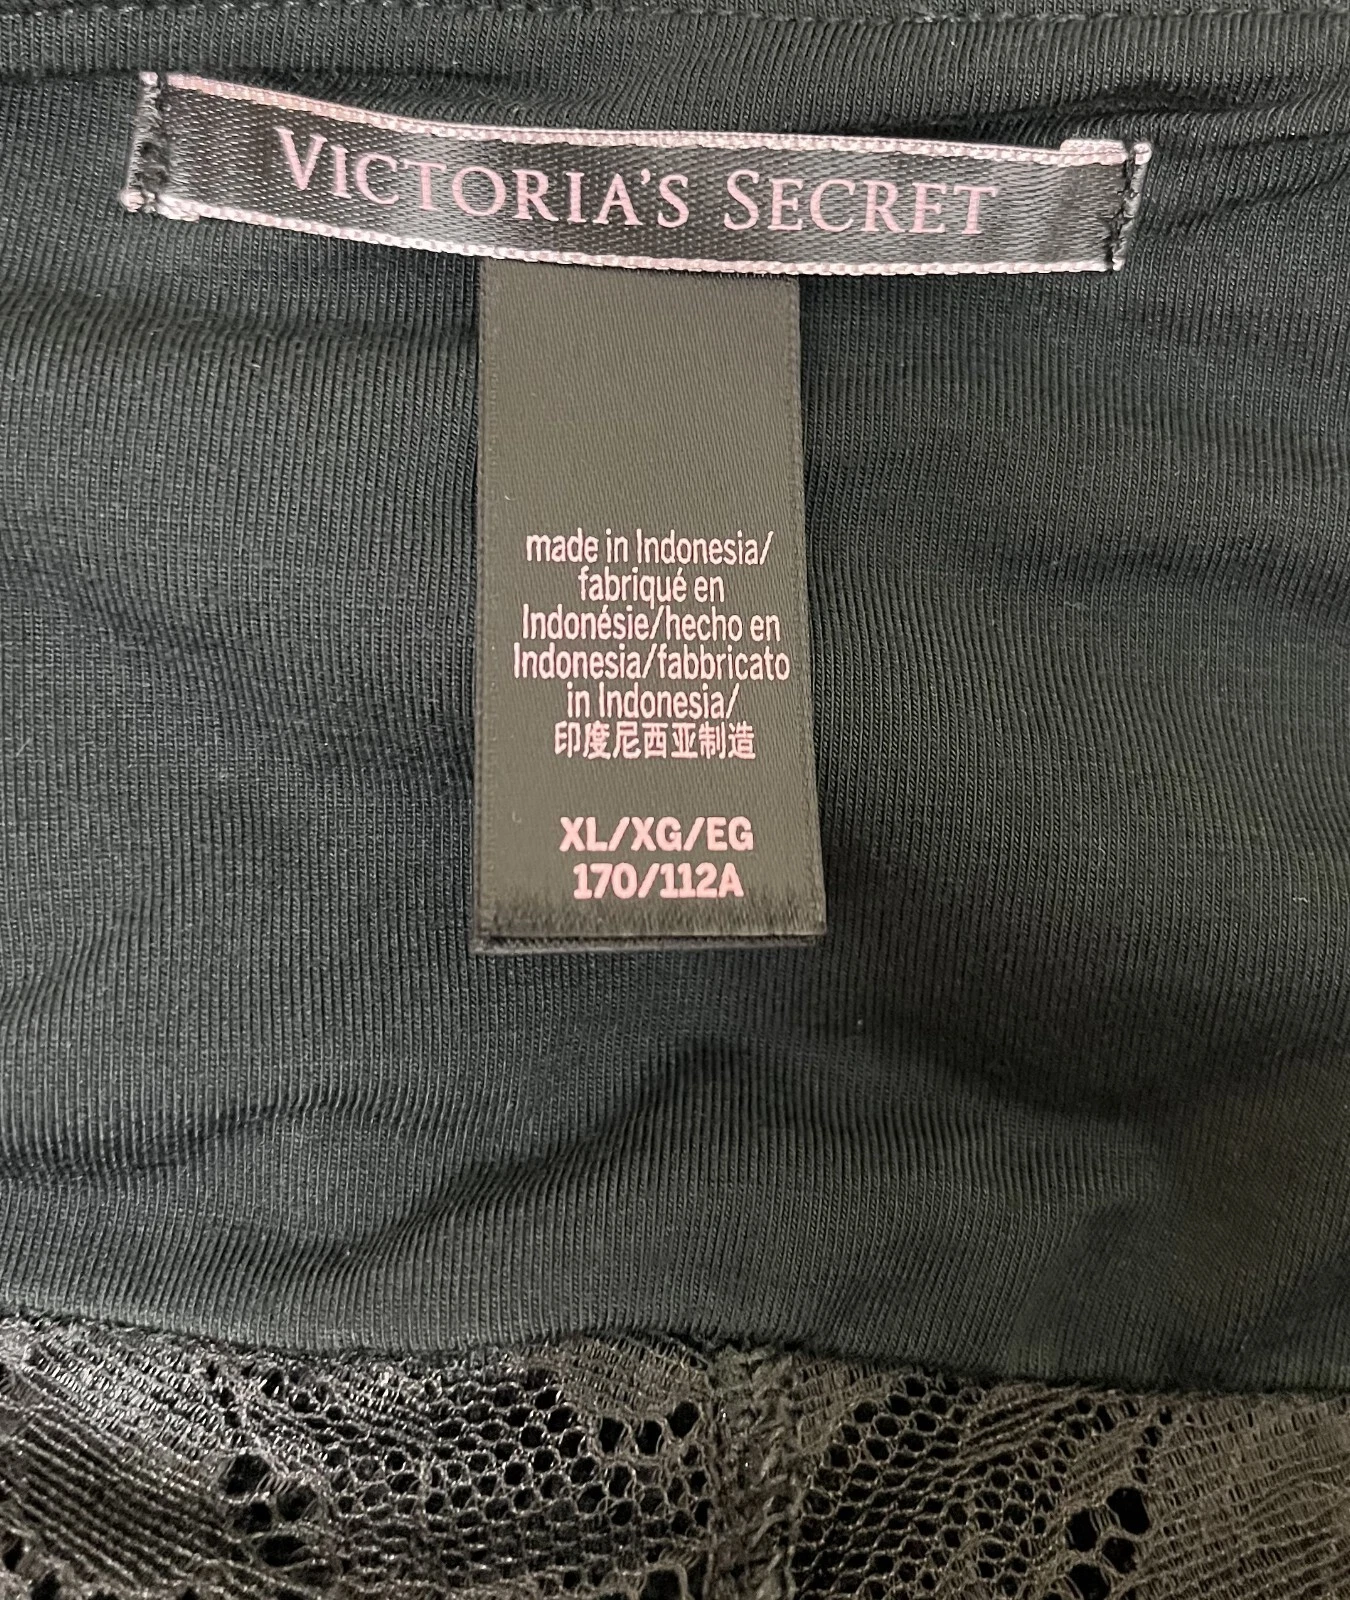 VICTORIA'S SECRET
made in Indonesia/
fabriqué en
Indonésie/hecho en
Indonesia/fabbricato
in Indonesia/
印度尼西亚制造
XL/XG/EG
170/112A